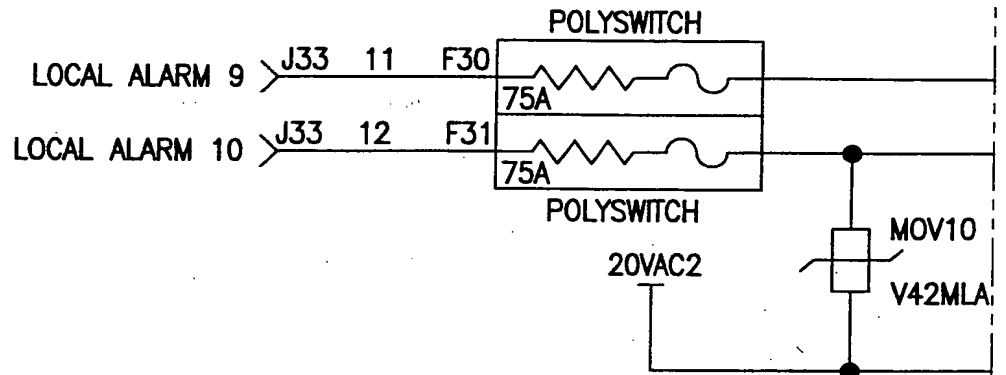 POLYSWITCH
LOCAL ALARM 9 J33 11 F30
75A
LOCAL ALARM 10 J33 12 F31
75A
POLYSWITCH
MOV10
20VAC2
V42MLA